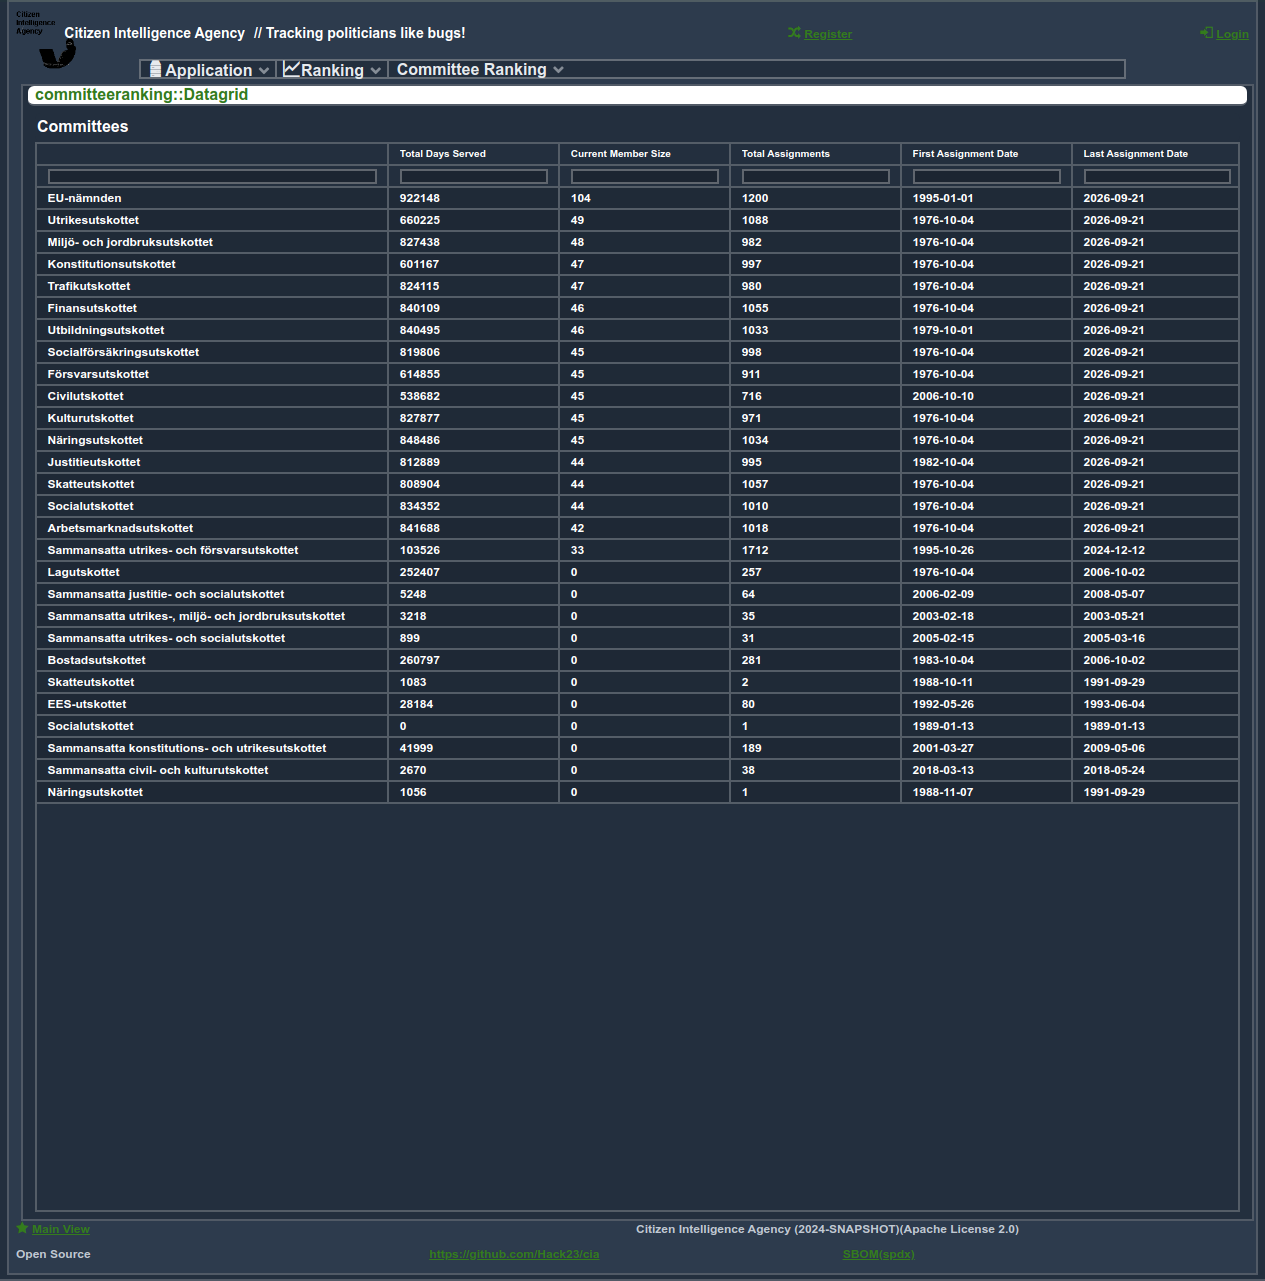 Citizen
Intelligence
Agency
Citizen Intelligence Agency // Tracking politicians like bugs!
Register
Login
Application Ranking Committee Ranking
committeeranking::Datagrid
Committees
Total Days Served Current Member Size Total Assignments First Assignment Date Last Assignment Date
EU-nämnden 922148 104 1200 1995-01-01 2026-09-21
Utrikesutskottet 660225 49 1088 1976-10-04 2026-09-21
Miljö- och jordbruksutskottet 827438 48 982 1976-10-04 2026-09-21
Konstitutionsutskottet 601167 47 997 1976-10-04 2026-09-21
Trafikutskottet 824115 47 980 1976-10-04 2026-09-21
Finansutskottet 840109 46 1055 1976-10-04 2026-09-21
Utbildningsutskottet 840495 46 1033 1979-10-01 2026-09-21
Socialförsäkringsutskottet 819806 45 998 1976-10-04 2026-09-21
Försvarsutskottet 614855 45 911 1976-10-04 2026-09-21
Civilutskottet 538682 45 716 2006-10-10 2026-09-21
Kulturutskottet 827877 45 971 1976-10-04 2026-09-21
Näringsutskottet 848486 45 1034 1976-10-04 2026-09-21
Justitieutskottet 812889 44 995 1982-10-04 2026-09-21
Skatteutskottet 808904 44 1057 1976-10-04 2026-09-21
Socialutskottet 834352 44 1010 1976-10-04 2026-09-21
Arbetsmarknadsutskottet 841688 42 1018 1976-10-04 2026-09-21
Sammansatta utrikes- och försvarsutskottet 103526 33 1712 1995-10-26 2024-12-12
Lagutskottet 252407 0 257 1976-10-04 2006-10-02
Sammansatta justitie- och socialutskottet 5248 0 64 2006-02-09 2008-05-07
Sammansatta utrikes-, miljö- och jordbruksutskottet 3218 0 35 2003-02-18 2003-05-21
Sammansatta utrikes- och socialutskottet 899 0 31 2005-02-15 2005-03-16
Bostadsutskottet 260797 0 281 1983-10-04 2006-10-02
Skatteutskottet 1083 0 2 1988-10-11 1991-09-29
EES-utskottet 28184 0 80 1992-05-26 1993-06-04
Socialutskottet 0 0 1 1989-01-13 1989-01-13
Sammansatta konstitutions- och utrikesutskottet 41999 0 189 2001-03-27 2009-05-06
Sammansatta civil- och kulturutskottet 2670 0 38 2018-03-13 2018-05-24
Näringsutskottet 1056 0 1 1988-11-07 1991-09-29
Main View Citizen Intelligence Agency (2024-SNAPSHOT)(Apache License 2.0)
Open Source https://github.com/Hack23/cia SBOM(spdx)